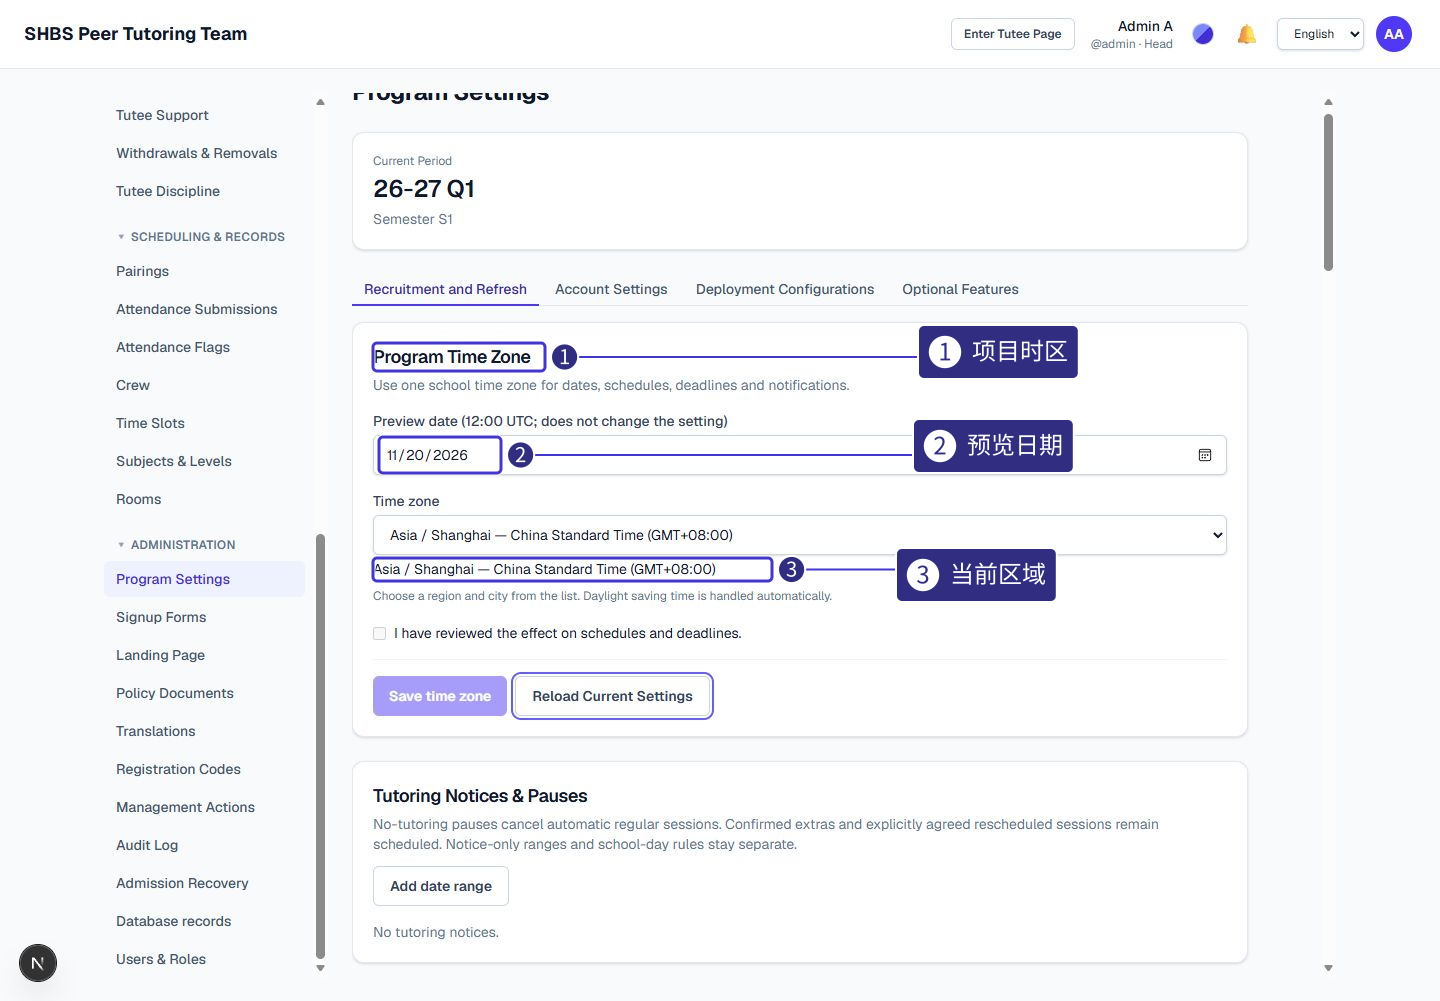 SHBS Peer Tutoring Team
Enter Tutee Page
Admin A
@admin · Head
English
AA
Tutee Support
Withdrawals & Removals
Tutee Discipline
SCHEDULING & RECORDS
Pairings
Attendance Submissions
Attendance Flags
Crew
Time Slots
Subjects & Levels
Rooms
ADMINISTRATION
Program Settings
Signup Forms
Landing Page
Policy Documents
Translations
Registration Codes
Management Actions
Audit Log
Admission Recovery
Database records
Users & Roles
N
Program Settings
Current Period
26-27 Q1
Semester S1
Recruitment and Refresh
Account Settings
Deployment Configurations
Optional Features
Program Time Zone 1
1 项目时区
Use one school time zone for dates, schedules, deadlines and notifications.
Preview date (12:00 UTC; does not change the setting)
11/20/2026 2
2 预览日期
Time zone
Asia / Shanghai — China Standard Time (GMT+08:00)
Asia / Shanghai — China Standard Time (GMT+08:00) 3
3 当前区域
Choose a region and city from the list. Daylight saving time is handled automatically.
I have reviewed the effect on schedules and deadlines.
Save time zone
Reload Current Settings
Tutoring Notices & Pauses
No-tutoring pauses cancel automatic regular sessions. Confirmed extras and explicitly agreed rescheduled sessions remain
scheduled. Notice-only ranges and school-day rules stay separate.
Add date range
No tutoring notices.